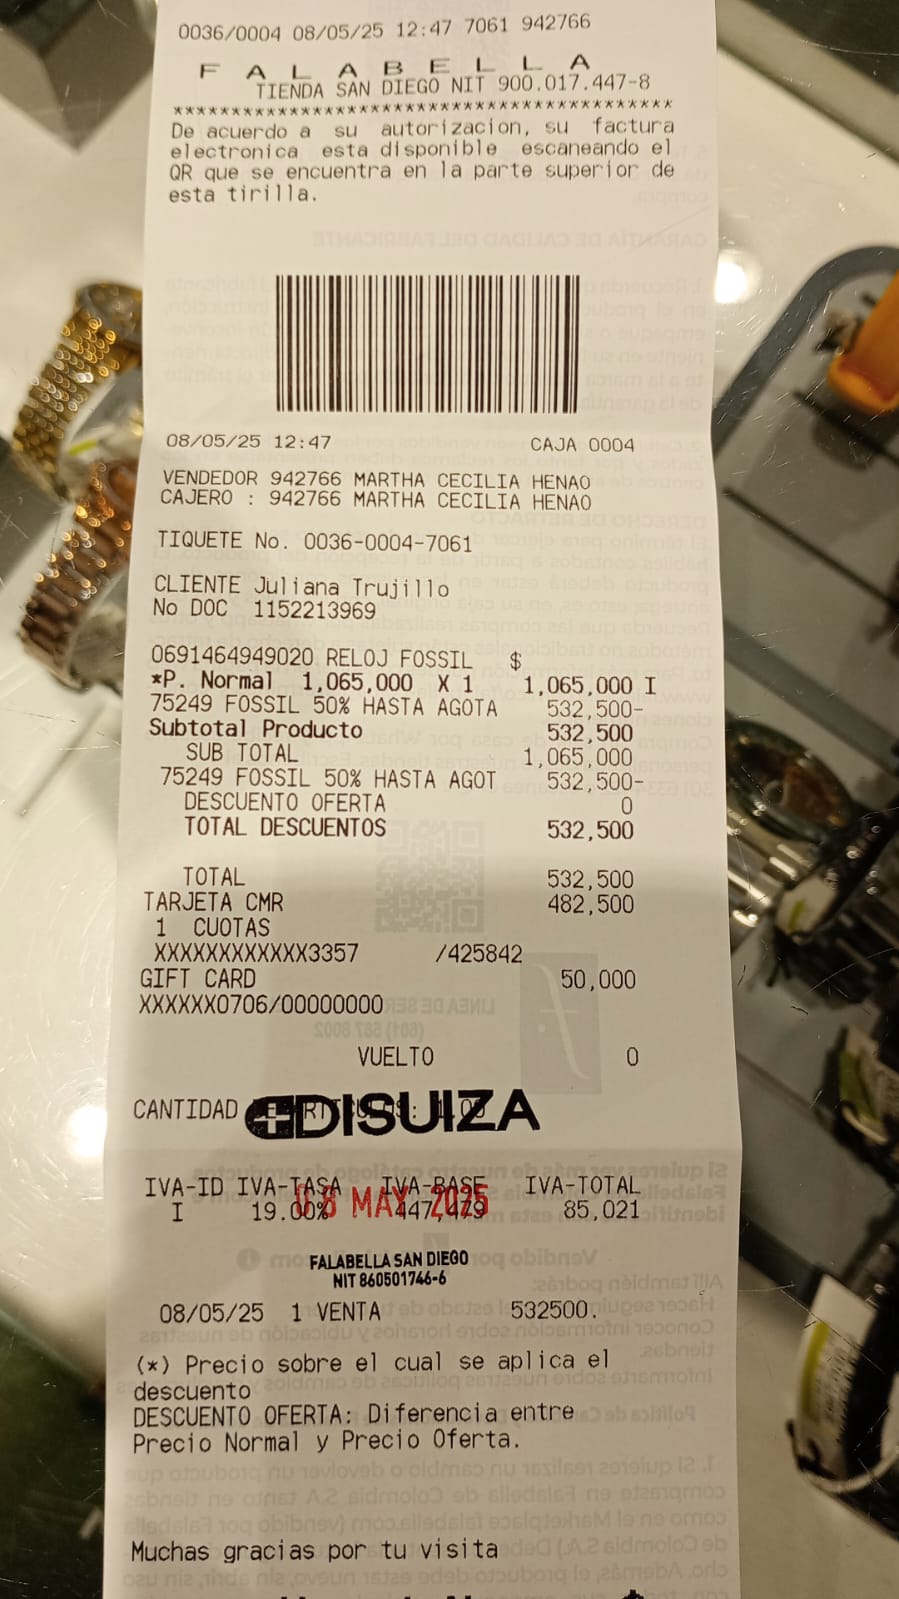 0036/0004 08/05/25 12:47 7061 942766
F A L A B E L L A
TIENDA SAN DIEGO NIT 900.017.447-8
******************************************
De acuerdo a su autorizacion, su factura
electronica esta disponible escaneando el
QR que se encuentra en la parte superior de
esta tirilla.
08/05/25 12:47 CAJA 0004
VENDEDOR 942766 MARTHA CECILIA HENAO
CAJERO : 942766 MARTHA CECILIA HENAO
TIQUETE No. 0036-0004-7061
CLIENTE Juliana Trujillo
No DOC 1152213969
0691464949020 RELOJ FOSSIL $
*P. Normal 1,065,000 X 1 1,065,000 I
75249 FOSSIL 50% HASTA AGOTA 532,500-
Subtotal Producto 532,500
SUB TOTAL 1,065,000
75249 FOSSIL 50% HASTA AGOT 532,500-
DESCUENTO OFERTA 0
TOTAL DESCUENTOS 532,500
TOTAL 532,500
TARJETA CMR 482,500
1 CUOTAS
XXXXXXXXXXXX3357 /425842
GIFT CARD 50,000
XXXXXX0706/00000000
VUELTO 0
CANTIDAD DE ARTICULOS: 1.00
DISUIZA
IVA-ID IVA-TASA IVA-BASE IVA-TOTAL
I 19.00% 447,479 85,021
08 MAY 2025
FALABELLA SAN DIEGO
NIT 860501746-6
08/05/25 1 VENTA 532500.
(*) Precio sobre el cual se aplica el
descuento
DESCUENTO OFERTA: Diferencia entre
Precio Normal y Precio Oferta.
Muchas gracias por tu visita